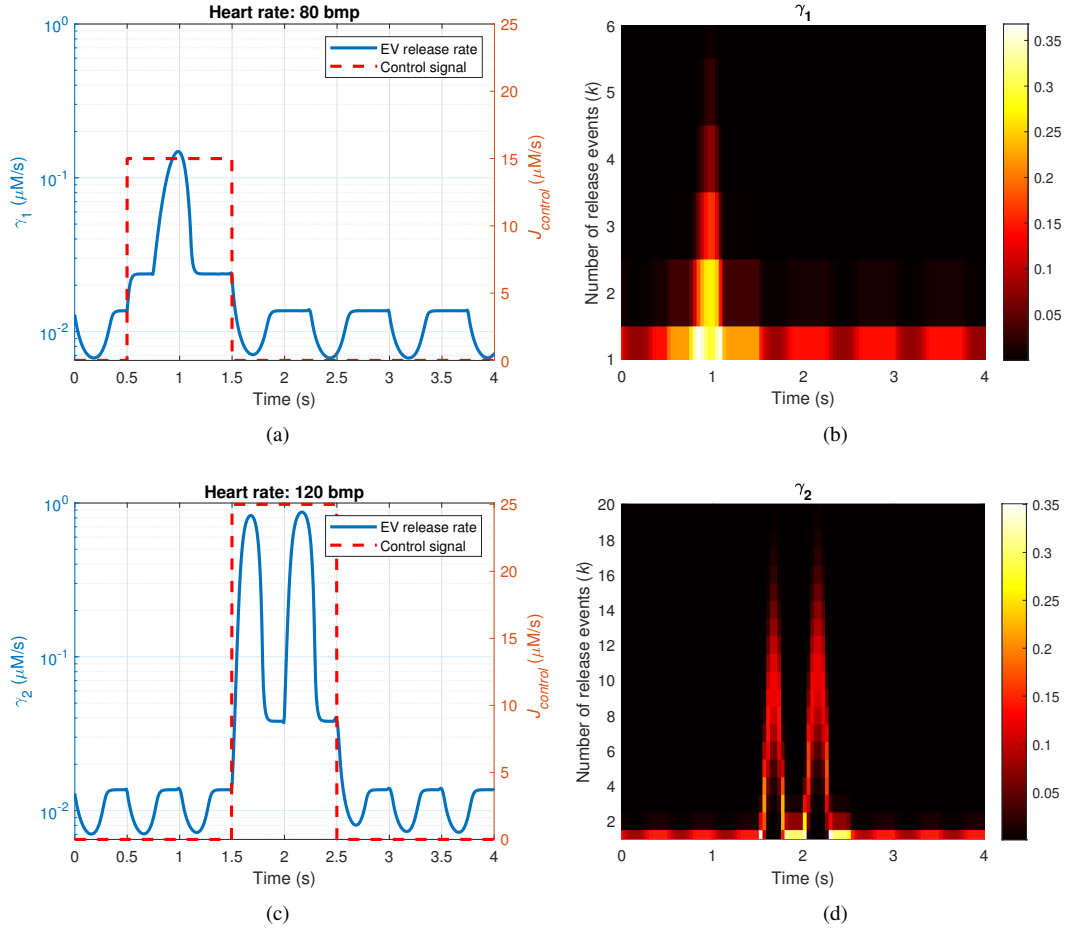 Heart rate: 80 bmp
EV release rate
Control signal
10^0
10^-1
10^-2
γ_1 (μM/s)
25
20
15
10
5
0
J_control (μM/s)
0 0.5 1 1.5 2 2.5 3 3.5 4
Time (s)
(a)
γ_1
6
5
4
3
2
1
Number of release events (k)
0 1 2 3 4
Time (s)
0.35
0.3
0.25
0.2
0.15
0.1
0.05
(b)
Heart rate: 120 bmp
EV release rate
Control signal
10^0
10^-1
10^-2
γ_2 (μM/s)
25
20
15
10
5
0
J_control (μM/s)
0 0.5 1 1.5 2 2.5 3 3.5 4
Time (s)
(c)
γ_2
20
18
16
14
12
10
8
6
4
2
Number of release events (k)
0 1 2 3 4
Time (s)
0.35
0.3
0.25
0.2
0.15
0.1
0.05
(d)